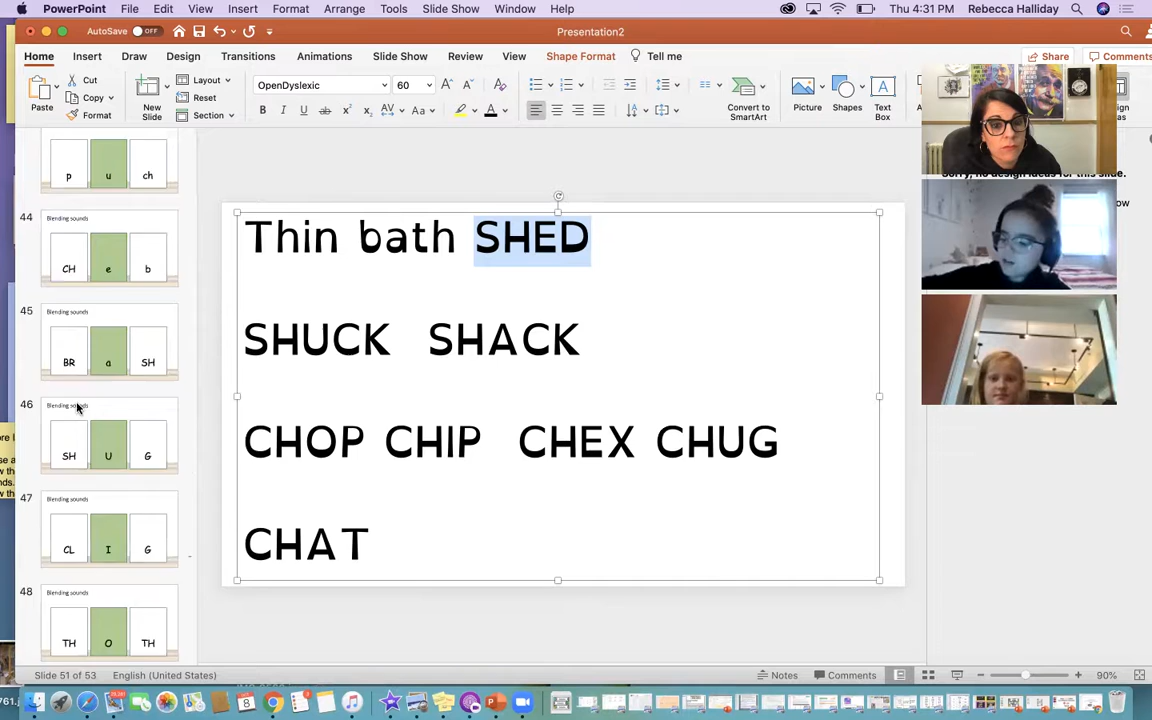 PowerPoint File Edit View Insert Format Arrange Tools Slide Show Window Help Thu 4:31 PM Rebecca Halliday
AutoSave OFF Presentation2
Home Insert Draw Design Transitions Animations Slide Show Review View Shape Format Tell me Share Comments
Paste Cut Copy Format New Slide Layout Reset Section OpenDyslexic 60 Convert to SmartArt Picture Shapes Text Box
B I U ab x² x₂ AV Aa A
Sorry, no design ideas for this slide.
p u ch
44 Blending sounds
CH e b
45 Blending sounds
BR a SH
46 Blending sounds
SH U G
47 Blending sounds
CL I G
48 Blending sounds
TH O TH
Thin bath SHED
SHUCK SHACK
CHOP CHIP CHEX CHUG
CHAT
Slide 51 of 53 English (United States) Notes Comments 90%